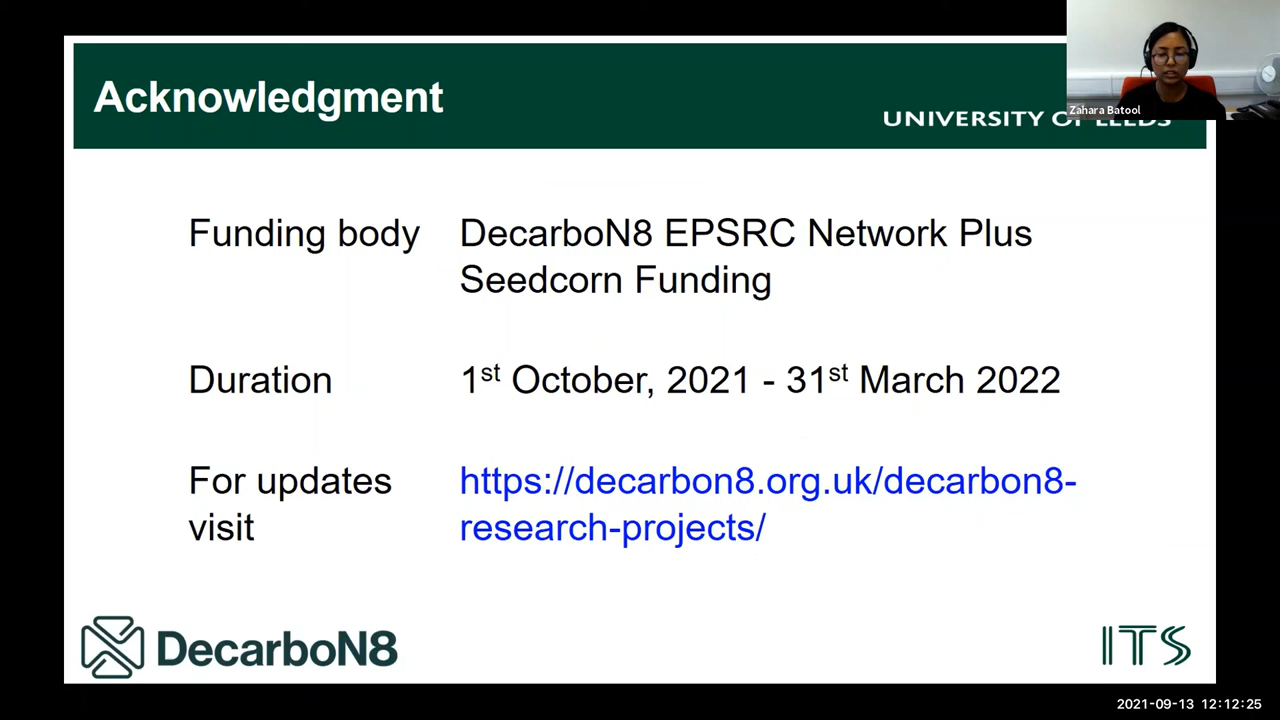 Acknowledgment
UNIVERSITY OF LEEDS
Zahara Batool
Funding body
DecarboN8 EPSRC Network Plus
Seedcorn Funding
Duration
1st October, 2021 - 31st March 2022
For updates
visit
https://decarbon8.org.uk/decarbon8-
research-projects/
DecarboN8
ITS
2021-09-13 12:12:25